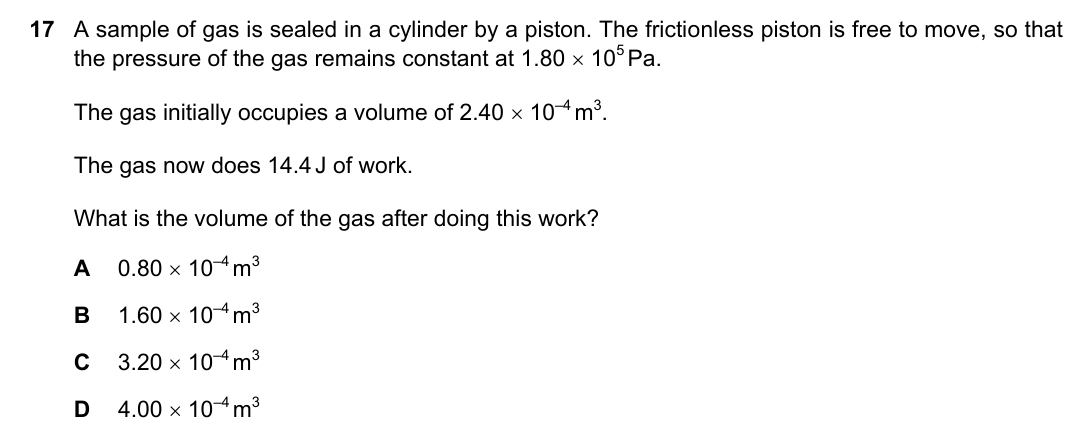 17 A sample of gas is sealed in a cylinder by a piston. The frictionless piston is free to move, so that
the pressure of the gas remains constant at 1.80 × 10⁵ Pa.
The gas initially occupies a volume of 2.40 × 10⁻⁴ m³.
The gas now does 14.4 J of work.
What is the volume of the gas after doing this work?
A 0.80 × 10⁻⁴ m³
B 1.60 × 10⁻⁴ m³
C 3.20 × 10⁻⁴ m³
D 4.00 × 10⁻⁴ m³